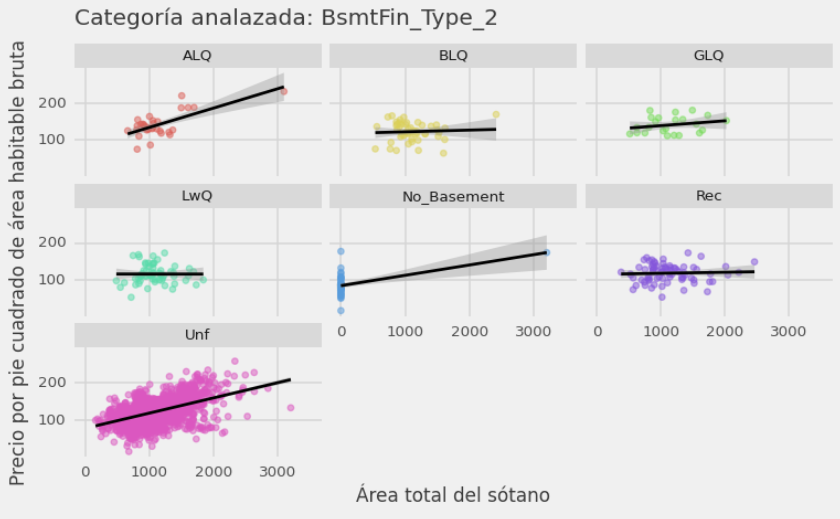 Categoría analazada: BsmtFin_Type_2
Precio por pie cuadrado de área habitable bruta
ALQ
BLQ
GLQ
200
100
LwQ
No_Basement
Rec
200
100
0
1000
2000
3000
0
1000
2000
3000
Unf
200
100
0
1000
2000
3000
Área total del sótano